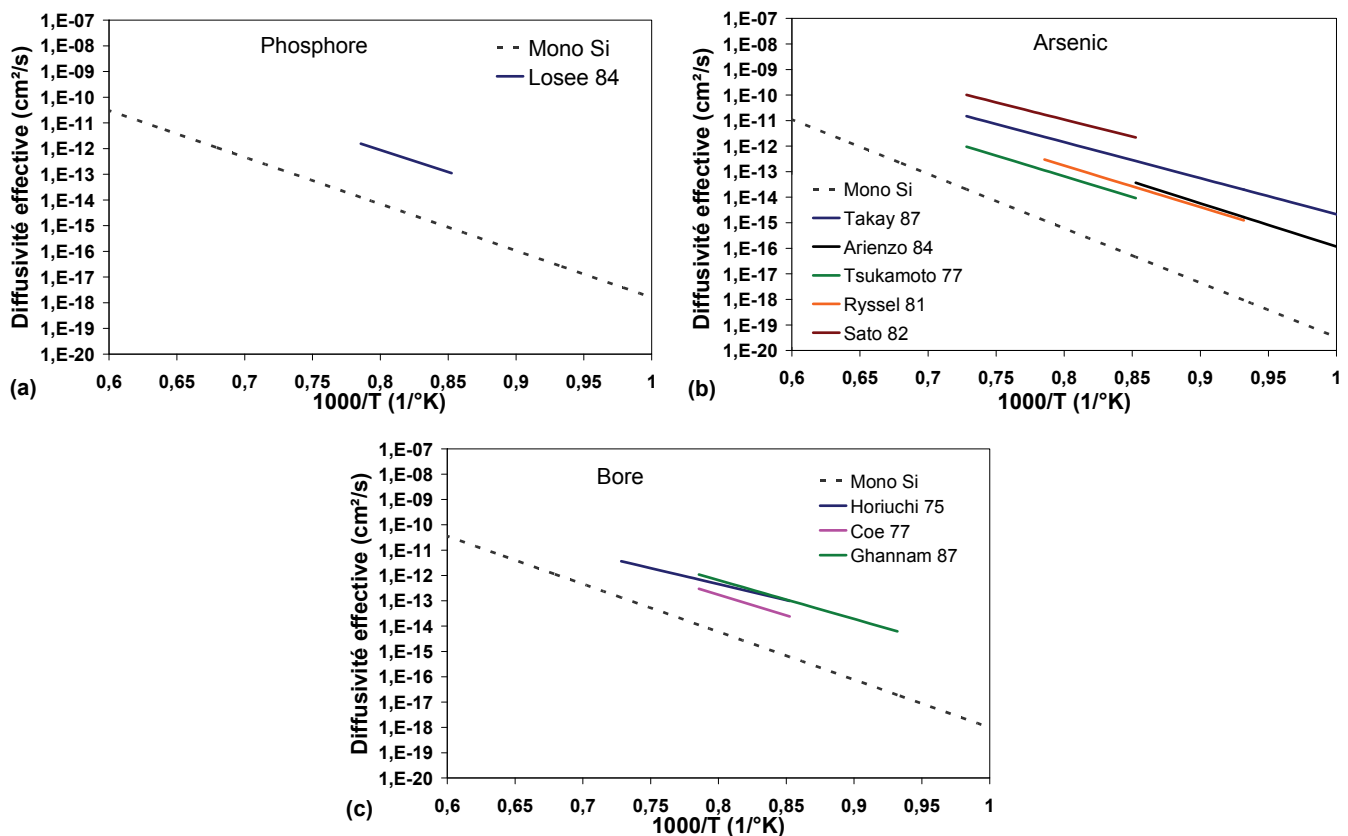 Phosphore
Mono Si
Losee 84
Diffusivité effective (cm²/s)
1,E-07
1,E-08
1,E-09
1,E-10
1,E-11
1,E-12
1,E-13
1,E-14
1,E-15
1,E-16
1,E-17
1,E-18
1,E-19
1,E-20
0,6 0,65 0,7 0,75 0,8 0,85 0,9 0,95 1
(a)
1000/T (1/°K)
Arsenic
Diffusivité effective (cm²/s)
1,E-07
1,E-08
1,E-09
1,E-10
1,E-11
1,E-12
1,E-13
1,E-14
1,E-15
1,E-16
1,E-17
1,E-18
1,E-19
1,E-20
Mono Si
Takay 87
Arienzo 84
Tsukamoto 77
Ryssel 81
Sato 82
0,6 0,65 0,7 0,75 0,8 0,85 0,9 0,95 1
(b)
1000/T (1/°K)
Bore
Mono Si
Horiuchi 75
Coe 77
Ghannam 87
Diffusivité effective (cm²/s)
1,E-07
1,E-08
1,E-09
1,E-10
1,E-11
1,E-12
1,E-13
1,E-14
1,E-15
1,E-16
1,E-17
1,E-18
1,E-19
1,E-20
0,6 0,65 0,7 0,75 0,8 0,85 0,9 0,95 1
(c)
1000/T (1/°K)